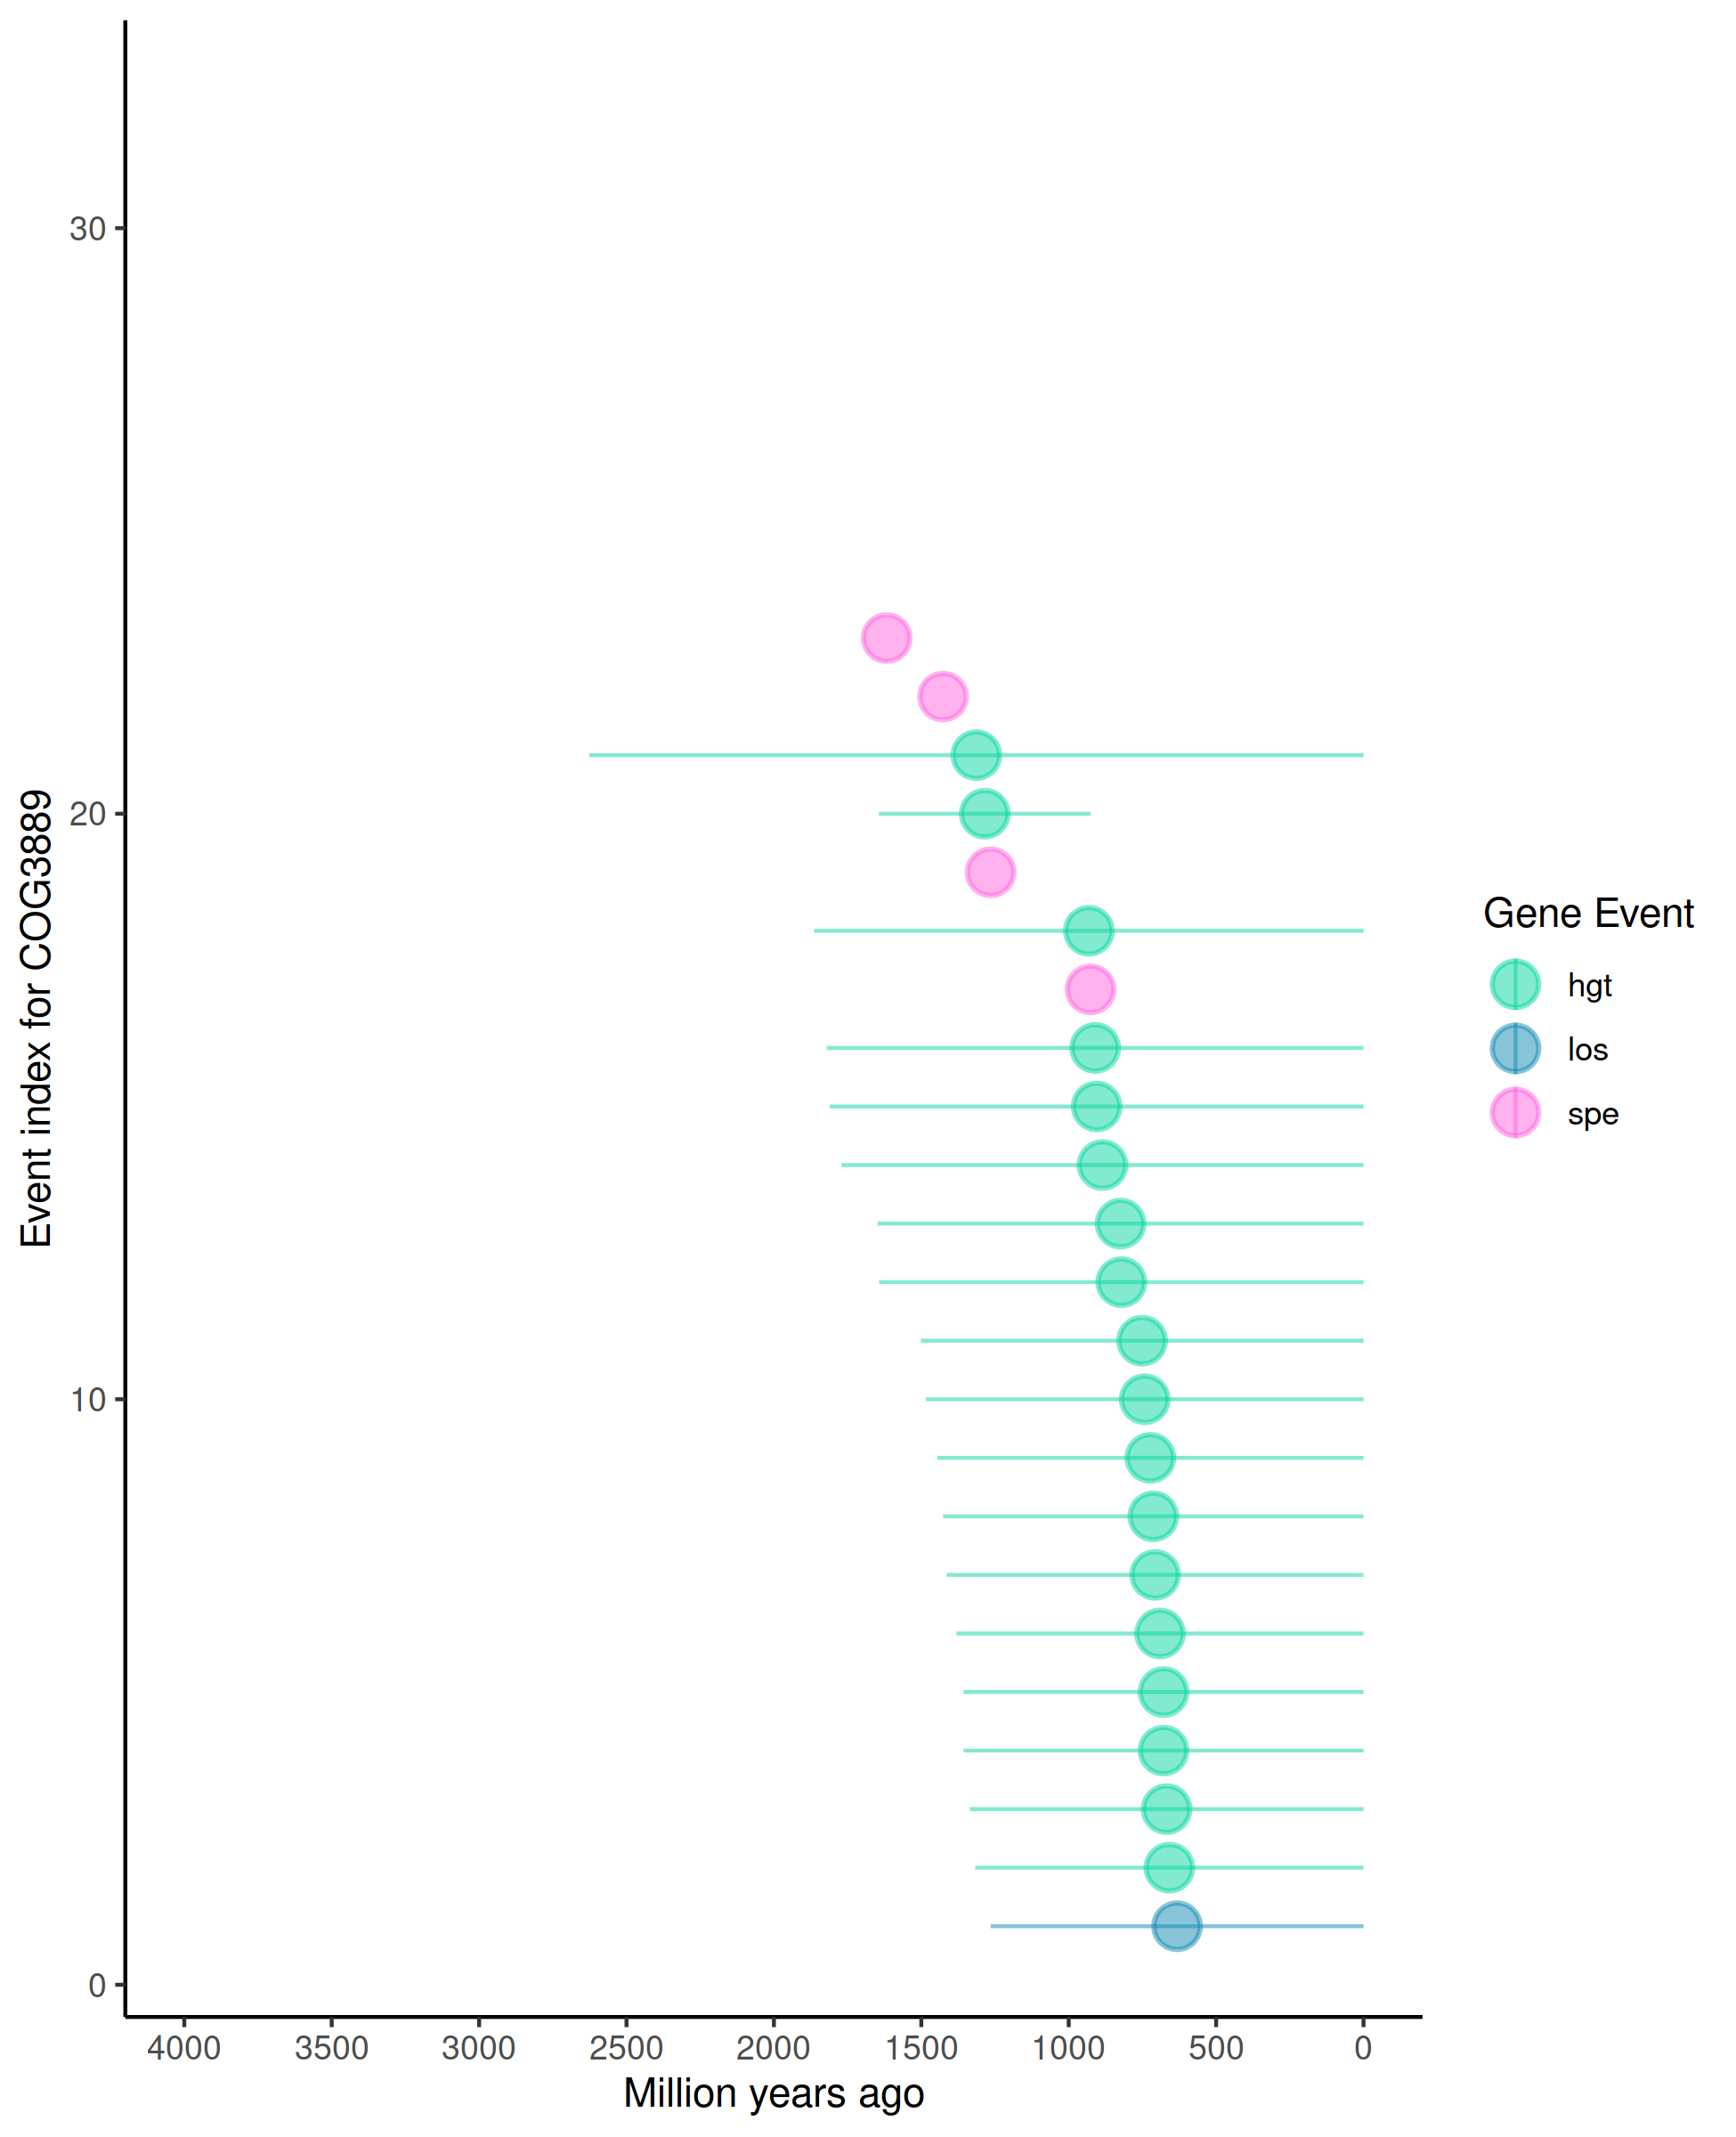 30
20
10
0
Event index for COG3889
4000 3500 3000 2500 2000 1500 1000 500 0
Million years ago
Gene Event
hgt
los
spe